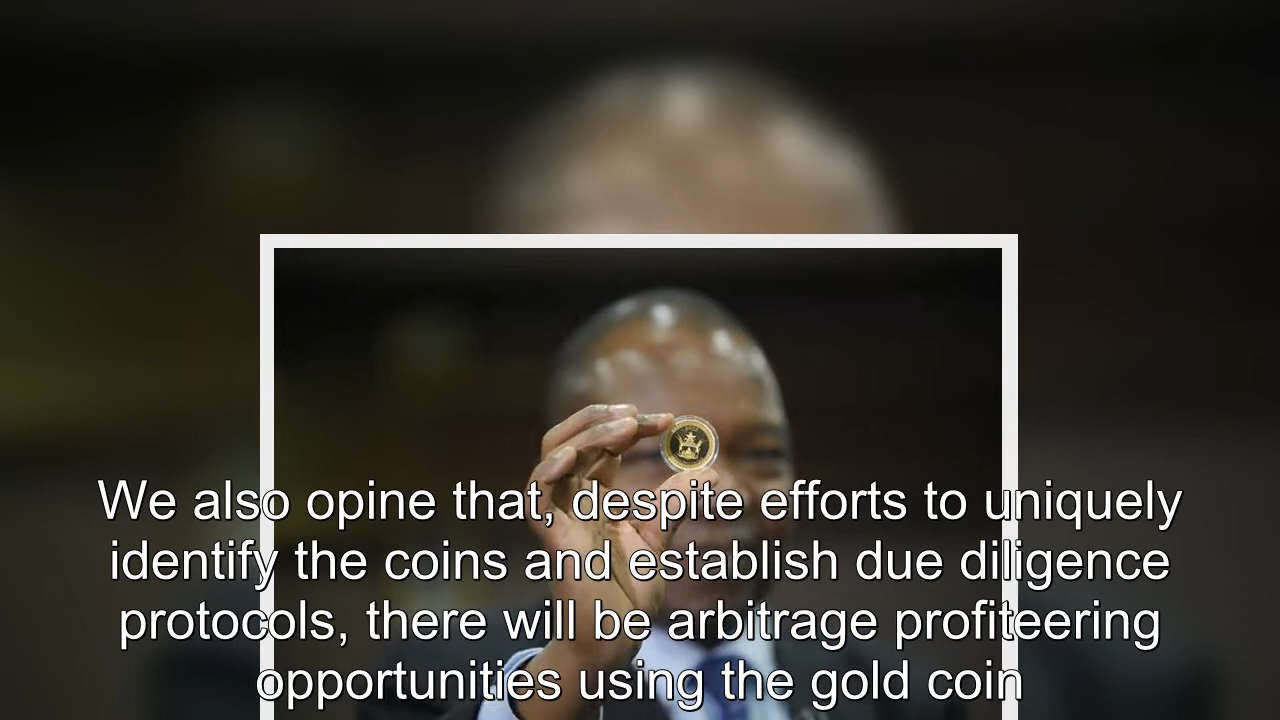 We also opine that, despite efforts to uniquely
identify the coins and establish due diligence
protocols, there will be arbitrage profiteering
opportunities using the gold coin